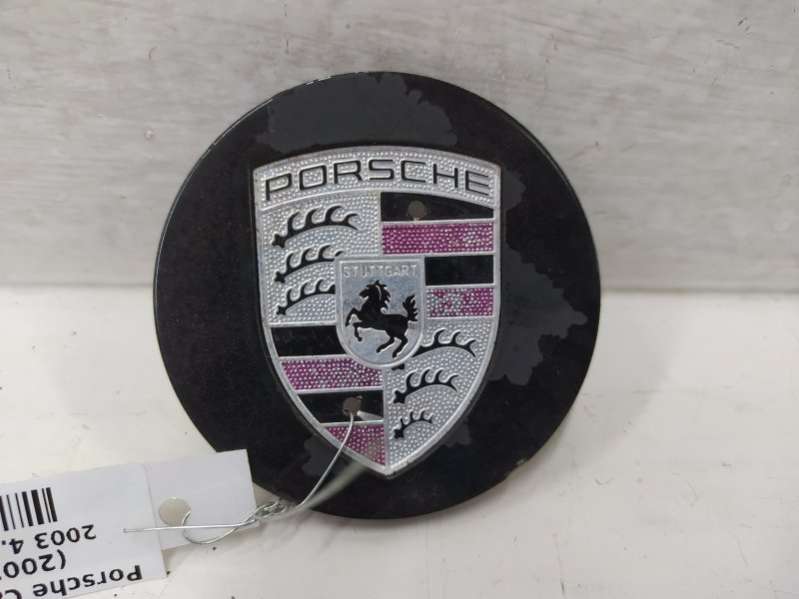 PORSCHE
STUTTGART
Porsche
(200
2003 4.